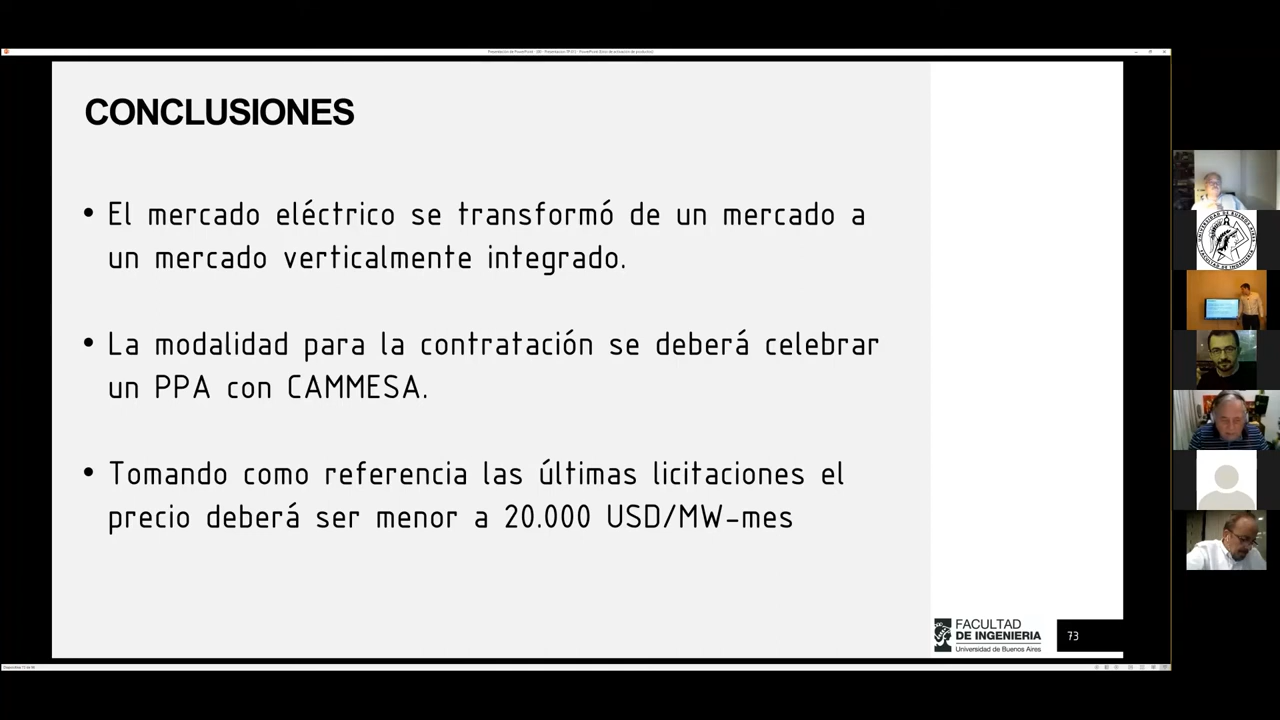 CONCLUSIONES
• El mercado eléctrico se transformó de un mercado a
un mercado verticalmente integrado.
• La modalidad para la contratación se deberá celebrar
un PPA con CAMMESA.
• Tomando como referencia las últimas licitaciones el
precio deberá ser menor a 20.000 USD/MW-mes
FACULTAD
DE INGENIERIA
Universidad de Buenos Aires
73